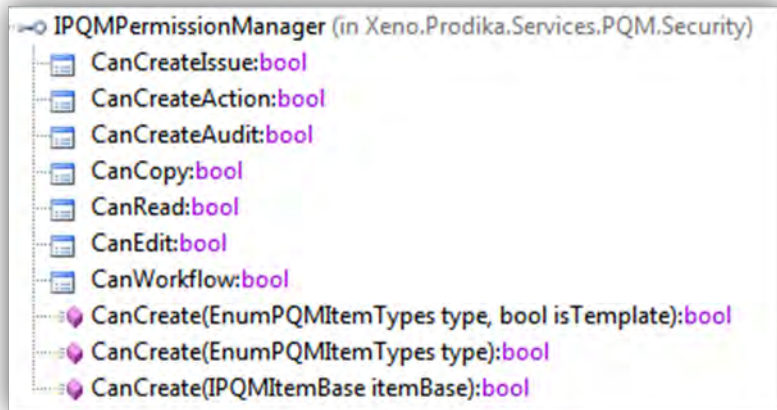 IPQMPermissionManager (in Xeno.Prodika.Services.PQM.Security)
CanCreateIssue:bool
CanCreateAction:bool
CanCreateAudit:bool
CanCopy:bool
CanRead:bool
CanEdit:bool
CanWorkflow:bool
CanCreate(EnumPQMItemTypes type, bool isTemplate):bool
CanCreate(EnumPQMItemTypes type):bool
CanCreate(IPQMItemBase itemBase):bool